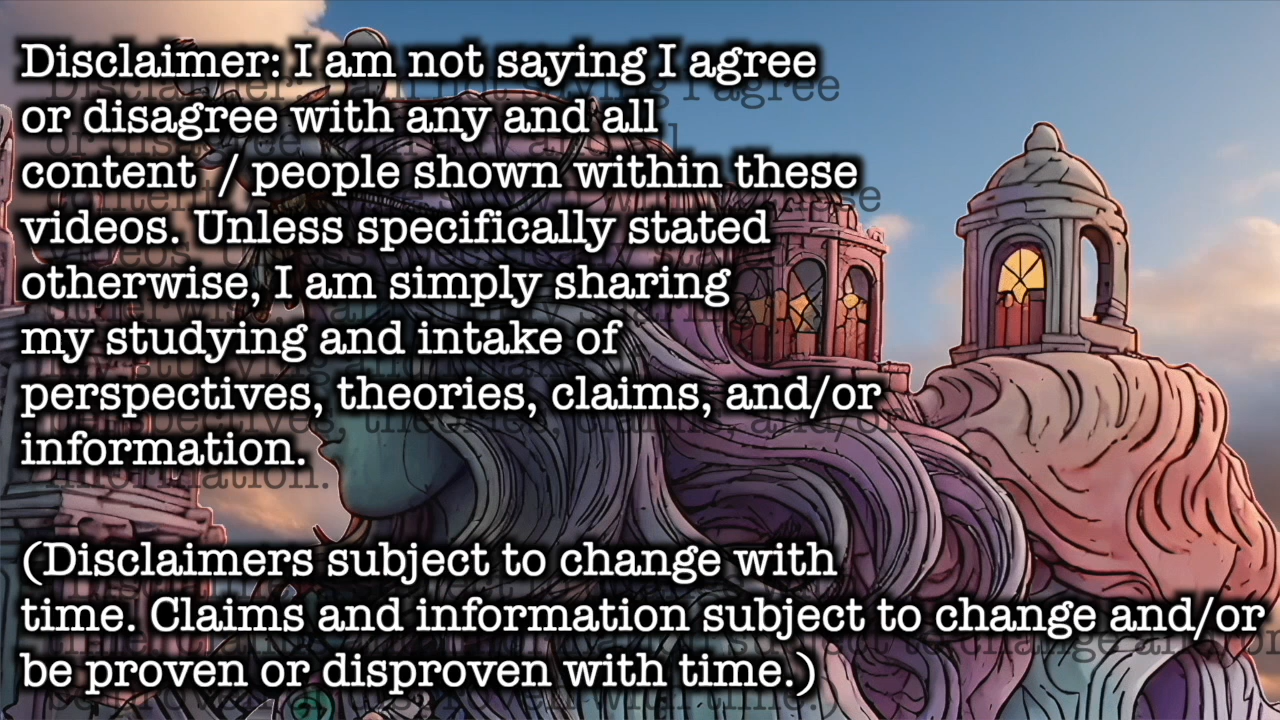 Disclaimer: I am not saying I agree
or disagree with any and all
content / people shown within these
videos. Unless specifically stated
otherwise, I am simply sharing
my studying and intake of
perspectives, theories, claims, and/or
information.
(Disclaimers subject to change with
time. Claims and information subject to change and/or
be proven or disproven with time.)